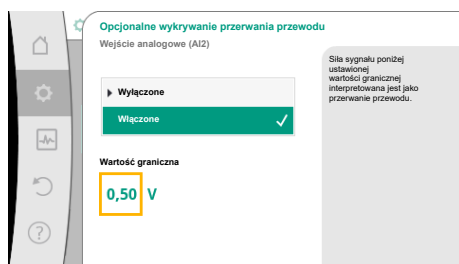 Opcjonalne wykrywanie przerwania przewodu
Wejście analogowe (AI2)
Siła sygnału poniżej
ustawionej
wartości granicznej
interpretowana jest jako
przerwanie przewodu.
Wyłączone
Włączone
Wartość graniczna
0,50 V
?